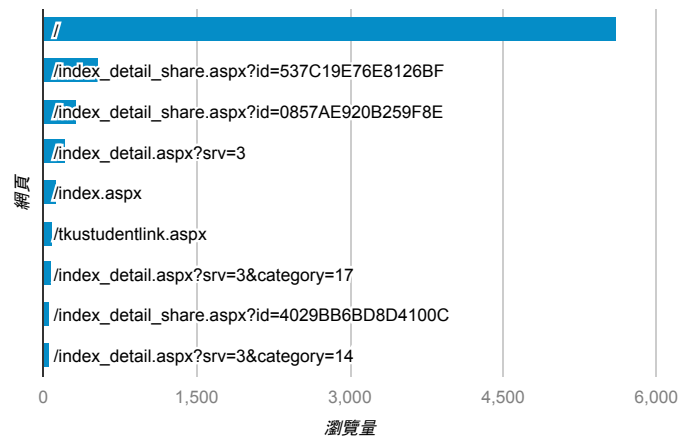 /
/index_detail_share.aspx?id=537C19E76E8126BF
/index_detail_share.aspx?id=0857AE920B259F8E
/index_detail.aspx?srv=3
/index.aspx
/tkustudentlink.aspx
/index_detail.aspx?srv=3&category=17
/index_detail_share.aspx?id=4029BB6BD8D4100C
/index_detail.aspx?srv=3&category=14
網頁
0 1,500 3,000 4,500 6,000
瀏覽量